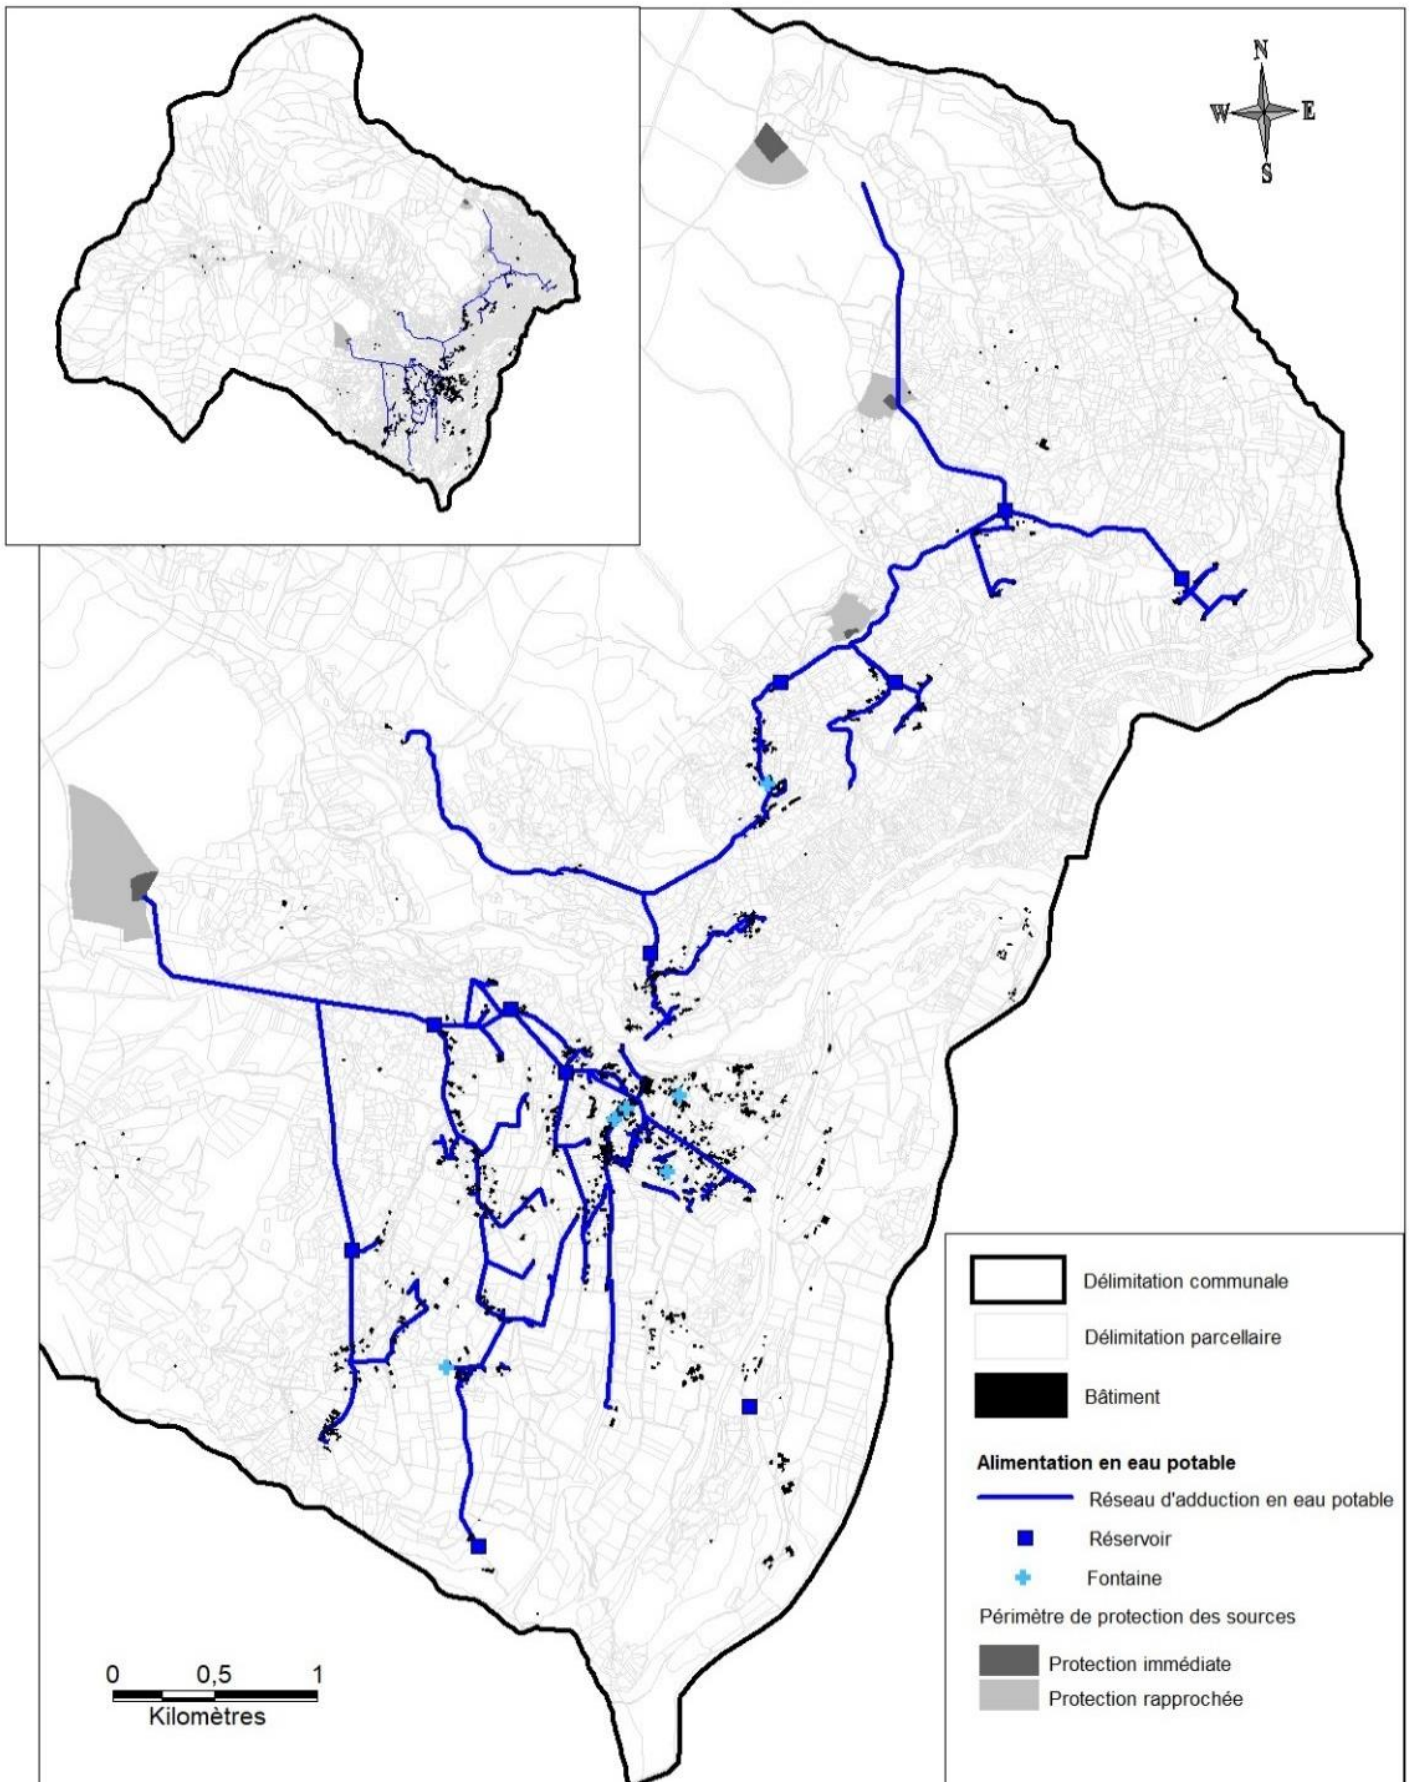 N
W E
S
Délimitation communale
Délimitation parcellaire
Bâtiment
Alimentation en eau potable
Réseau d'adduction en eau potable
Réservoir
Fontaine
Périmètre de protection des sources
Protection immédiate
Protection rapprochée
0 0,5 1
Kilomètres